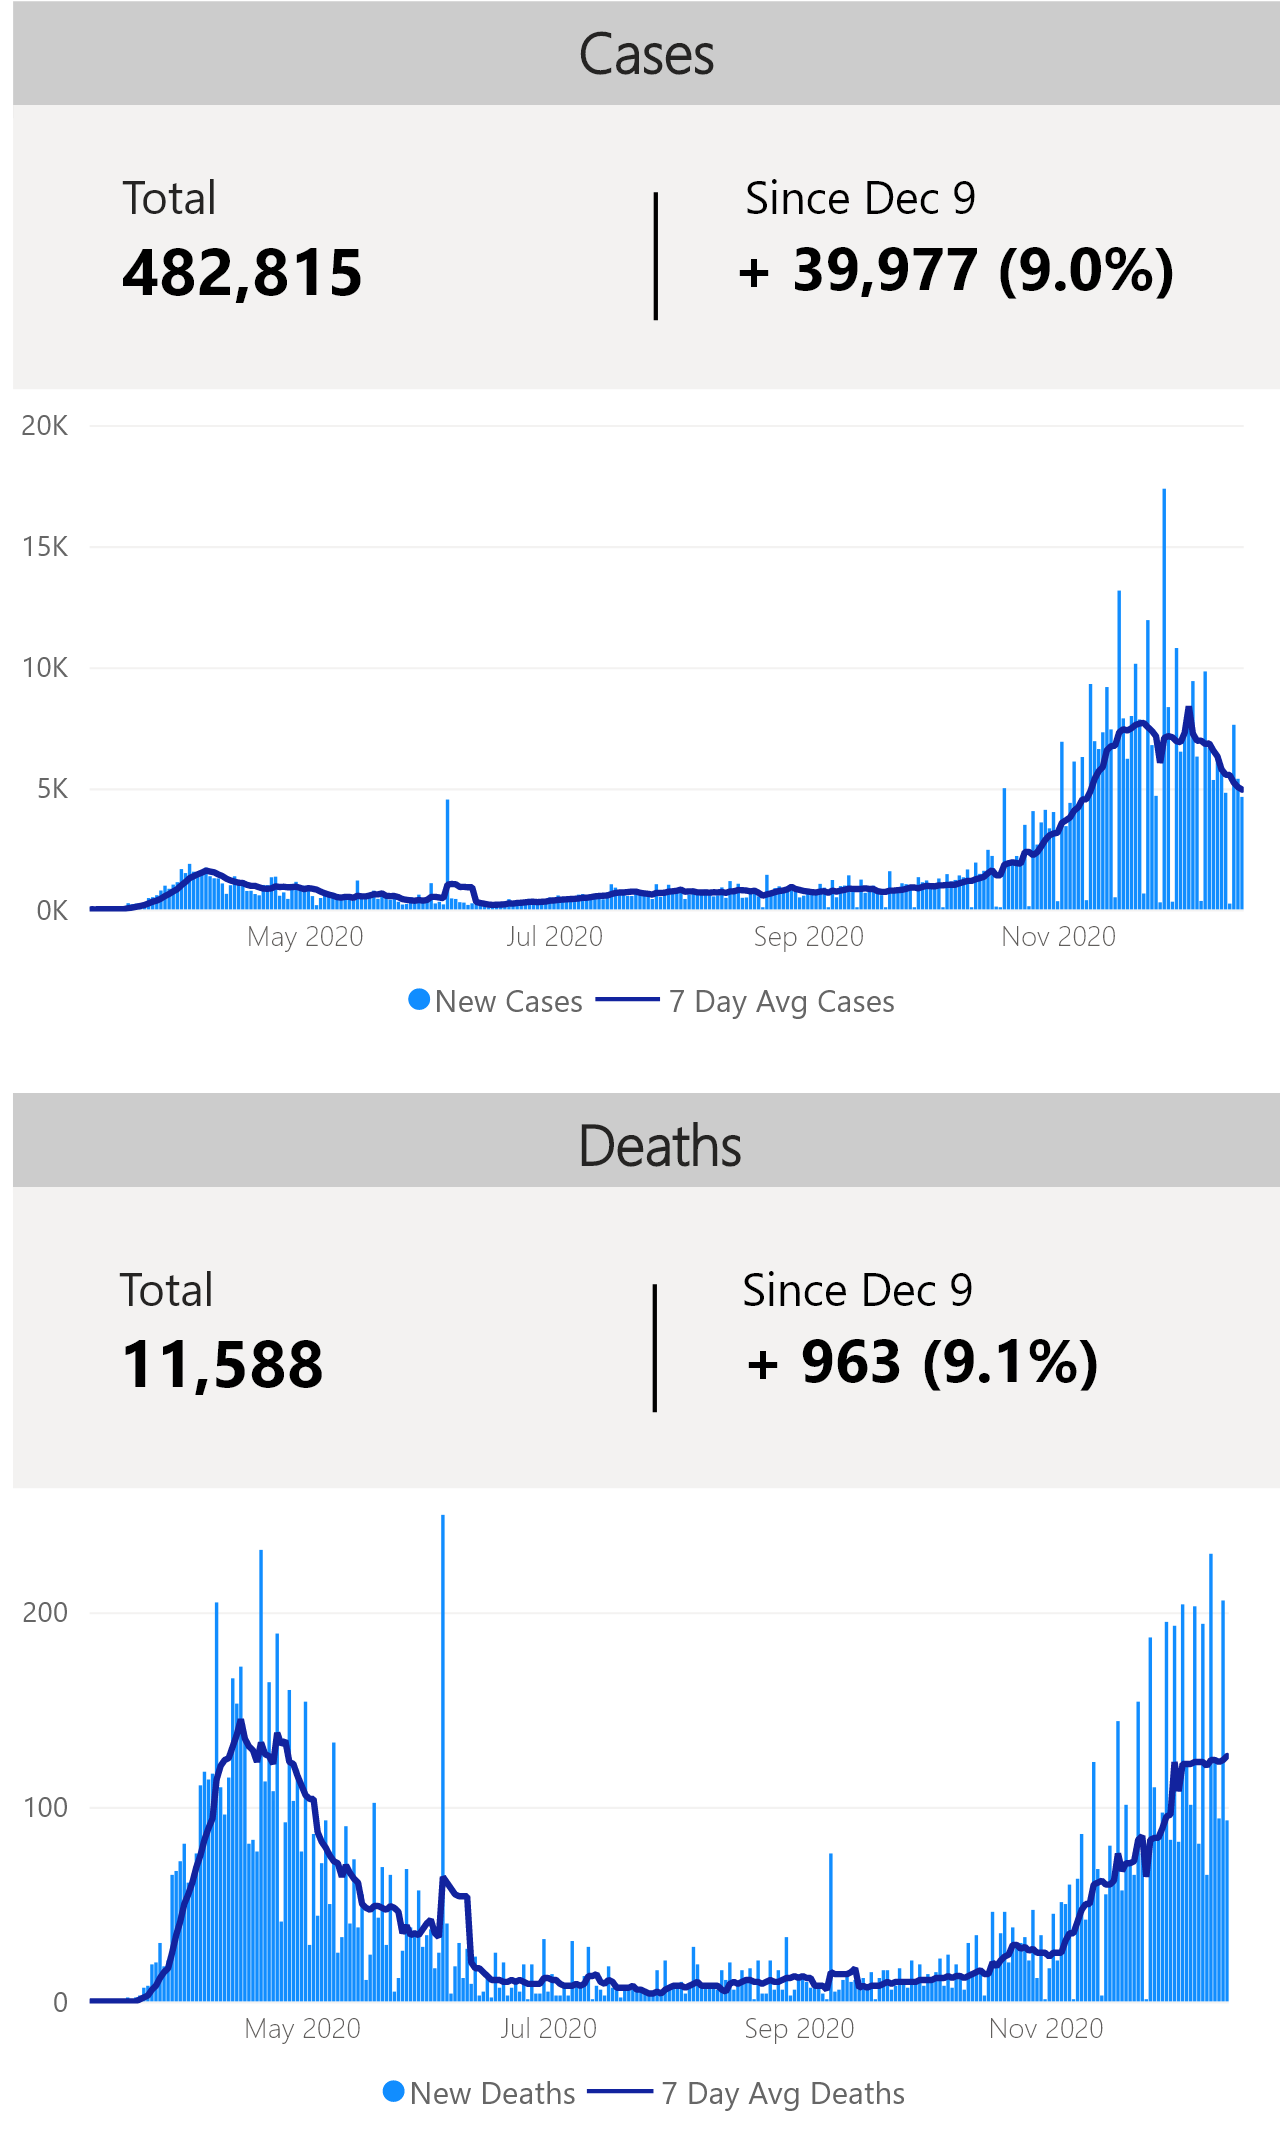 Cases
Total
Since Dec 9
482,815
+ 39,977 (9.0%)
20K
15K
10K
5K
0K
May 2020
Jul 2020
Sep 2020
Nov 2020
New Cases
7 Day Avg Cases
Deaths
Total
Since Dec 9
11,588
+ 963 (9.1%)
200
100
0
May 2020
Jul 2020
Sep 2020
Nov 2020
New Deaths
7 Day Avg Deaths